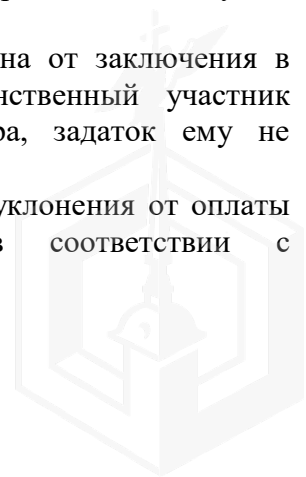 на от заключения в
нственный участник
ра, задаток ему не
уклонения от оплаты
в соответствии с